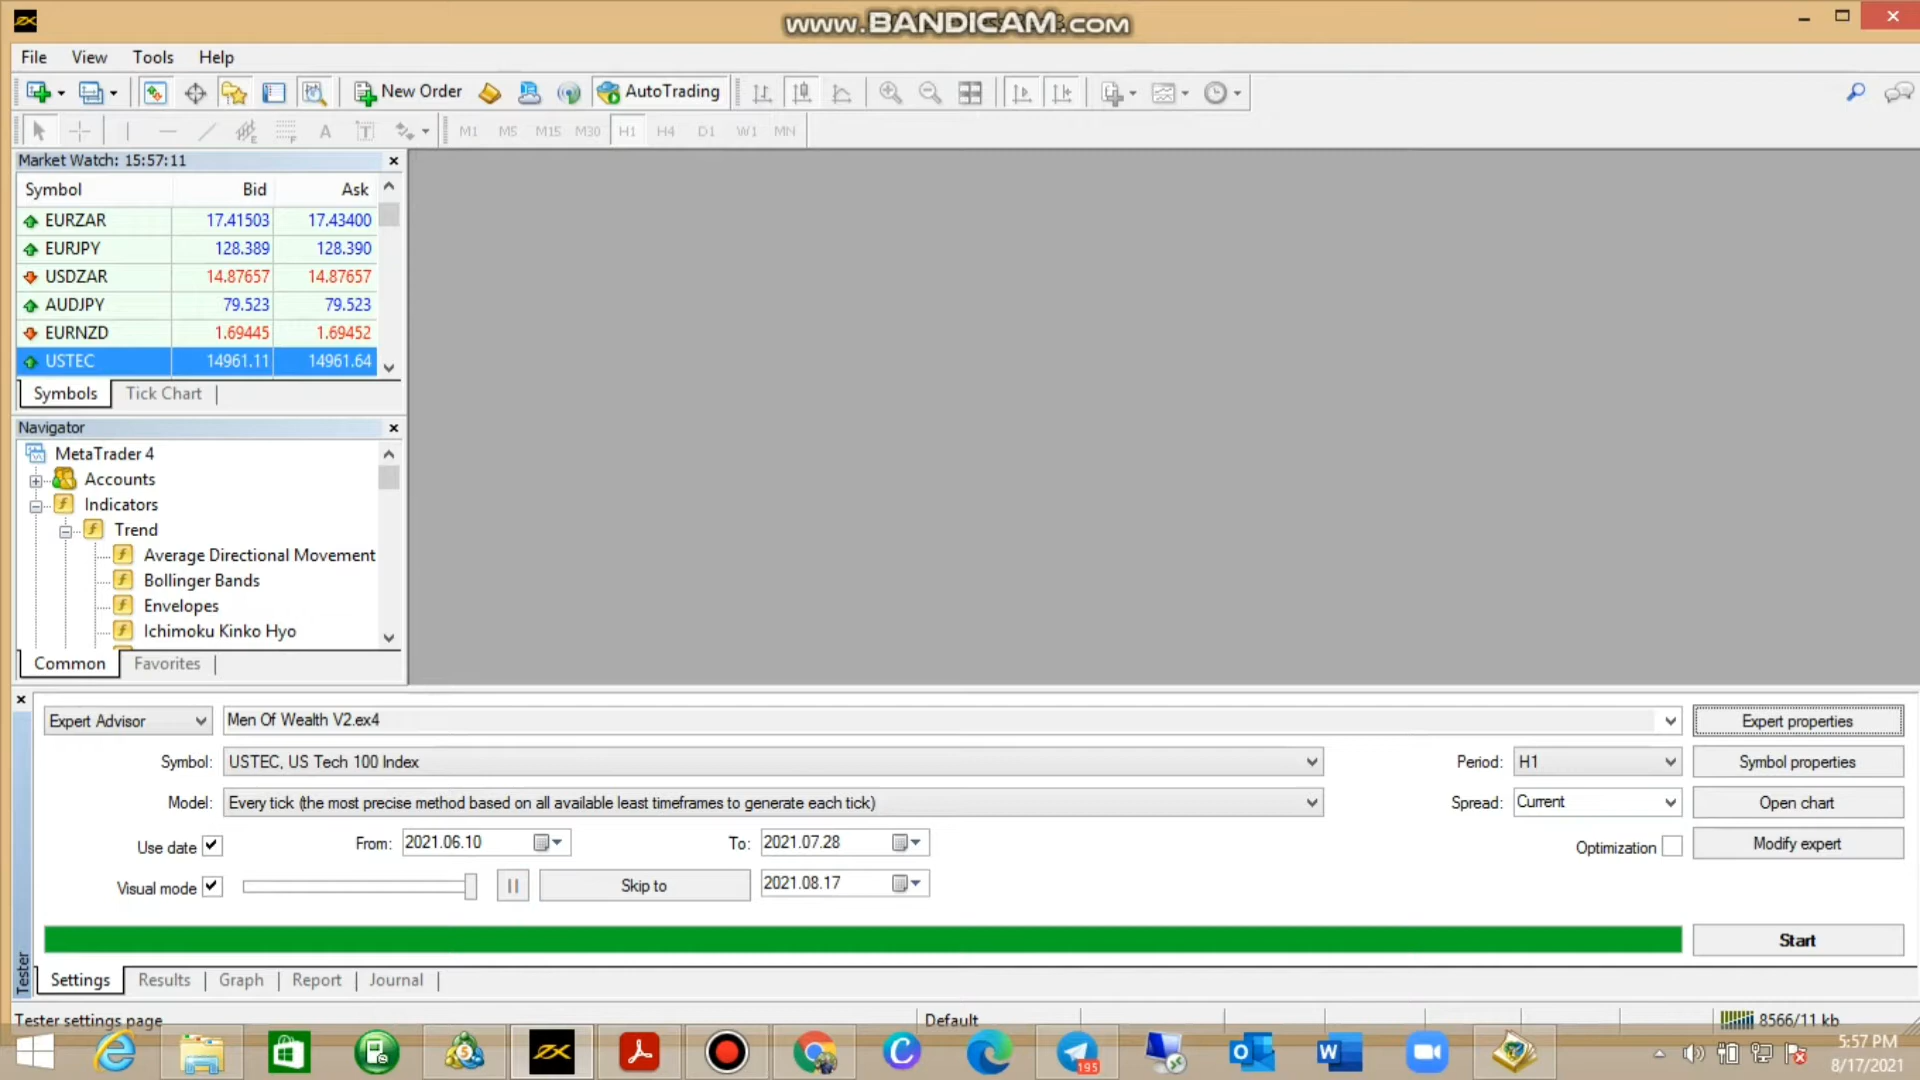 www.BANDICAM.com
File View Tools Help
New Order AutoTrading
A T E F M1 M5 M15 M30 H1 H4 D1 W1 MN
Market Watch: 15:57:11
Symbol Bid Ask
EURZAR 17.41503 17.43400
EURJPY 128.389 128.390
USDZAR 14.87657 14.87657
AUDJPY 79.523 79.523
EURNZD 1.69445 1.69452
USTEC 14961.11 14961.64
Symbols Tick Chart
Navigator
MetaTrader 4
Accounts
Indicators
Trend
Average Directional Movement
Bollinger Bands
Envelopes
Ichimoku Kinko Hyo
Common Favorites
Tester
Expert Advisor Men Of Wealth V2.ex4 Expert properties
Symbol: USTEC, US Tech 100 Index Period: H1 Symbol properties
Model: Every tick (the most precise method based on all available least timeframes to generate each tick) Spread: Current Open chart
Use date From: 2021.06.10 To: 2021.07.28 Optimization Modify expert
Visual mode Skip to 2021.08.17
Start
Settings Results Graph Report Journal
Tester settings page Default 8566/11 kb
195
5:57 PM
8/17/2021